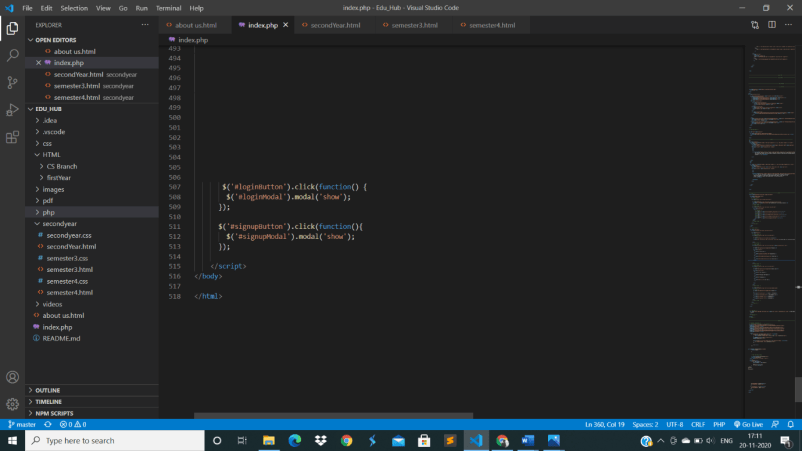 File Edit Selection View Go Run Terminal Help
index.php - Edu_Hub - Visual Studio Code
EXPLORER
about us.html
index.php
secondYear.html
semester3.html
semester4.html
OPEN EDITORS
about us.html
index.php
secondYear.html secondyear
semester3.html secondyear
semester4.html secondyear
EDU_HUB
.idea
.vscode
css
HTML
CS Branch
firstYear
images
pdf
php
secondyear
secondyear.css
secondYear.html
semester3.css
semester3.html
semester4.css
semester4.html
videos
about us.html
index.php
README.md
OUTLINE
TIMELINE
NPM SCRIPTS
index.php
493
494
495
496
497
498
499
500
501
502
503
504
505
506
507 $('#loginButton').click(function() {
508 $('#loginModal').modal('show');
509 });
510
511 $('#signupButton').click(function(){
512 $('#signupModal').modal('show');
513 });
514
515 </script>
516 </body>
517
518 </html>
master 0 0
Ln 360, Col 19 Spaces: 2 UTF-8 CRLF PHP Go Live
Type here to search
ENG
17:11
20-11-2020